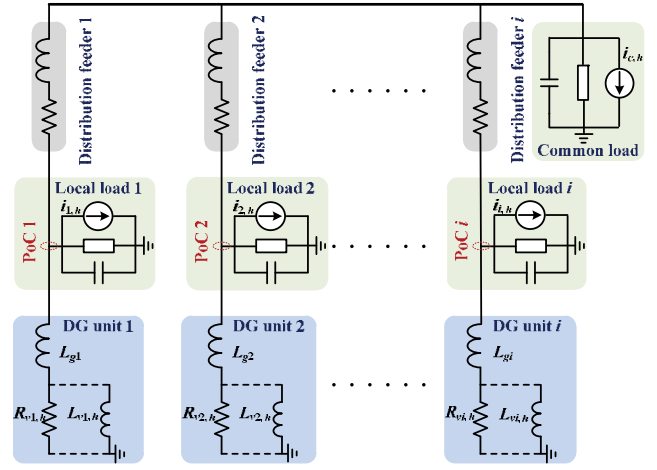 Distribution feeder 1
Distribution feeder 2
Distribution feeder i
i_{c,h}
Common load
Local load 1
i_{1,h}
PoC 1
Local load 2
i_{2,h}
PoC 2
Local load i
i_{i,h}
PoC i
DG unit 1
L_{g1}
R_{v1,h}
L_{v1,h}
DG unit 2
L_{g2}
R_{v2,h}
L_{v2,h}
DG unit i
L_{gi}
R_{vi,h}
L_{vi,h}